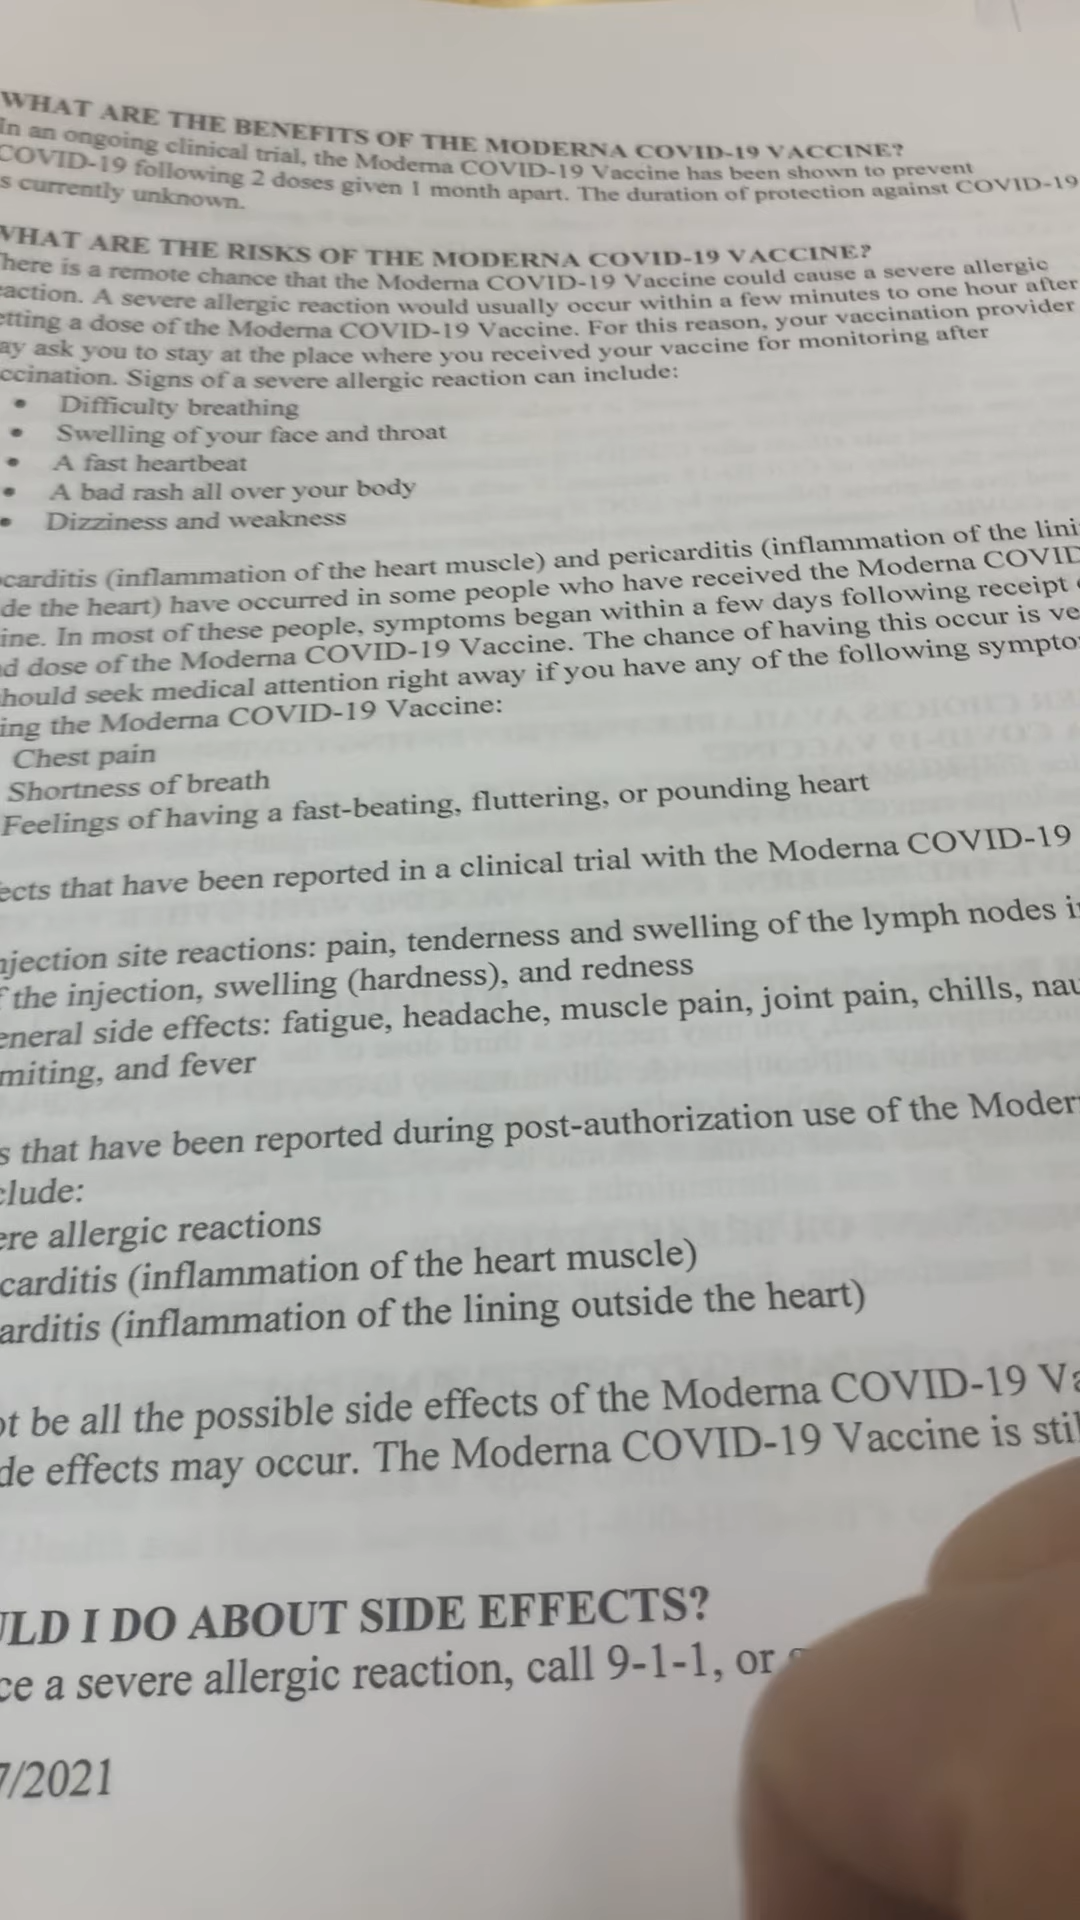 WHAT ARE THE BENEFITS OF THE MODERNA COVID-19 VACCINE?
In an ongoing clinical trial, the Moderna COVID-19 Vaccine has been shown to prevent
COVID-19 following 2 doses given 1 month apart. The duration of protection against COVID-19
s currently unknown.
WHAT ARE THE RISKS OF THE MODERNA COVID-19 VACCINE?
here is a remote chance that the Moderna COVID-19 Vaccine could cause a severe allergic
eaction. A severe allergic reaction would usually occur within a few minutes to one hour after
etting a dose of the Moderna COVID-19 Vaccine. For this reason, your vaccination provider
ay ask you to stay at the place where you received your vaccine for monitoring after
ccination. Signs of a severe allergic reaction can include:
• Difficulty breathing
• Swelling of your face and throat
• A fast heartbeat
• A bad rash all over your body
• Dizziness and weakness
carditis (inflammation of the heart muscle) and pericarditis (inflammation of the lini
de the heart) have occurred in some people who have received the Moderna COVID
ine. In most of these people, symptoms began within a few days following receipt
d dose of the Moderna COVID-19 Vaccine. The chance of having this occur is ve
hould seek medical attention right away if you have any of the following sympto
ing the Moderna COVID-19 Vaccine:
Chest pain
Shortness of breath
Feelings of having a fast-beating, fluttering, or pounding heart
ects that have been reported in a clinical trial with the Moderna COVID-19
njection site reactions: pain, tenderness and swelling of the lymph nodes i
f the injection, swelling (hardness), and redness
eneral side effects: fatigue, headache, muscle pain, joint pain, chills, nau
miting, and fever
s that have been reported during post-authorization use of the Moder
clude:
ere allergic reactions
carditis (inflammation of the heart muscle)
arditis (inflammation of the lining outside the heart)
ot be all the possible side effects of the Moderna COVID-19 Va
de effects may occur. The Moderna COVID-19 Vaccine is stil
ULD I DO ABOUT SIDE EFFECTS?
ce a severe allergic reaction, call 9-1-1, or
7/2021